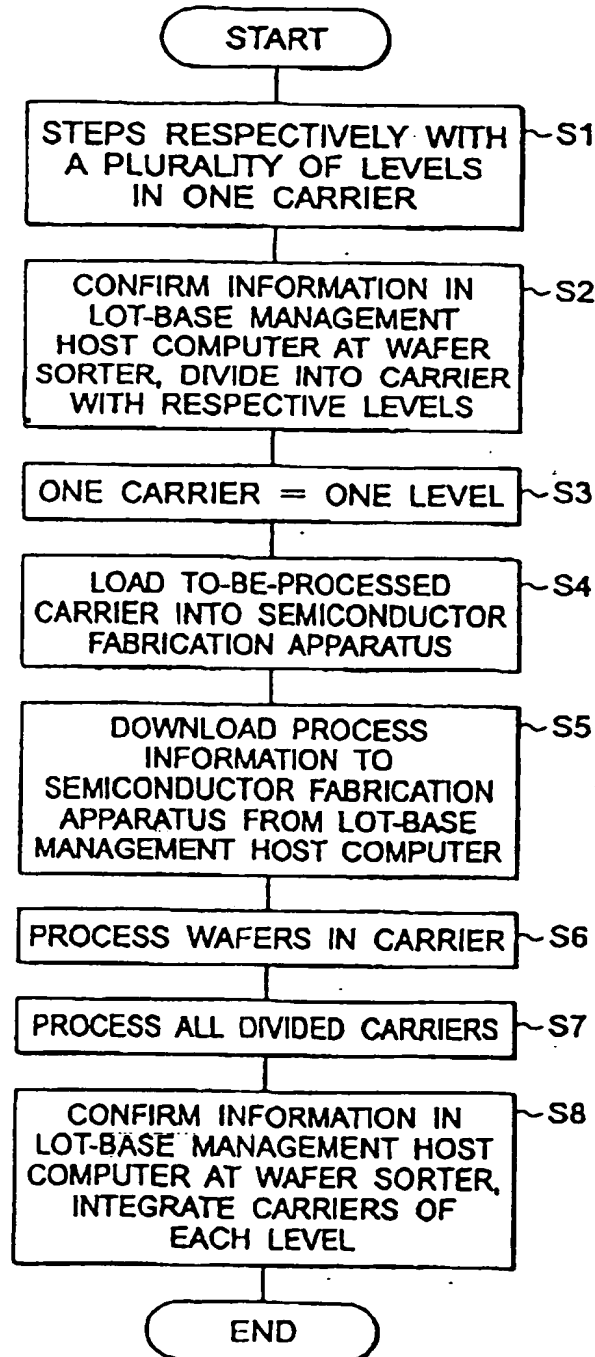 START
STEPS RESPECTIVELY WITH
A PLURALITY OF LEVELS
IN ONE CARRIER
S1
CONFIRM INFORMATION IN
LOT-BASE MANAGEMENT
HOST COMPUTER AT WAFER
SORTER, DIVIDE INTO CARRIER
WITH RESPECTIVE LEVELS
S2
ONE CARRIER = ONE LEVEL
S3
LOAD TO-BE-PROCESSED
CARRIER INTO SEMICONDUCTOR
FABRICATION APPARATUS
S4
DOWNLOAD PROCESS
INFORMATION TO
SEMICONDUCTOR FABRICATION
APPARATUS FROM LOT-BASE
MANAGEMENT HOST COMPUTER
S5
PROCESS WAFERS IN CARRIER
S6
PROCESS ALL DIVIDED CARRIERS
S7
CONFIRM INFORMATION IN
LOT-BASE MANAGEMENT HOST
COMPUTER AT WAFER SORTER,
INTEGRATE CARRIERS OF
EACH LEVEL
S8
END